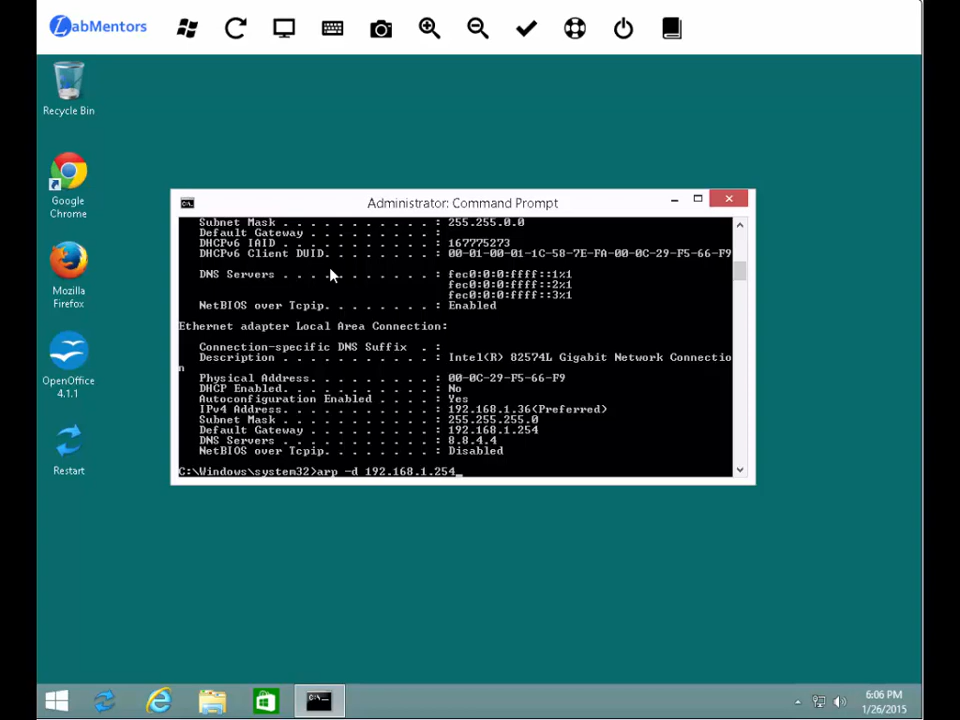 LabMentors
Recycle Bin
Google
Chrome
Mozilla
Firefox
OpenOffice
4.1.1
Restart
Administrator: Command Prompt
Subnet Mask . . . . . . . . . . . : 255.255.0.0
Default Gateway . . . . . . . . . :
DHCPv6 IAID . . . . . . . . . . . : 167775273
DHCPv6 Client DUID. . . . . . . . : 00-01-00-01-1C-58-7E-FA-00-0C-29-F5-66-F9
DNS Servers . . . . . . . . . . . : fec0:0:0:ffff::1%1
fec0:0:0:ffff::2%1
fec0:0:0:ffff::3%1
NetBIOS over Tcpip. . . . . . . . : Enabled
Ethernet adapter Local Area Connection:
Connection-specific DNS Suffix  . :
Description . . . . . . . . . . . : Intel(R) 82574L Gigabit Network Connectio
n
Physical Address. . . . . . . . . : 00-0C-29-F5-66-F9
DHCP Enabled. . . . . . . . . . . : No
Autoconfiguration Enabled . . . . : Yes
IPv4 Address. . . . . . . . . . . : 192.168.1.36(Preferred)
Subnet Mask . . . . . . . . . . . : 255.255.255.0
Default Gateway . . . . . . . . . : 192.168.1.254
DNS Servers . . . . . . . . . . . : 8.8.4.4
NetBIOS over Tcpip. . . . . . . . : Disabled
C:\Windows\system32>arp -d 192.168.1.254_
6:06 PM
1/26/2015